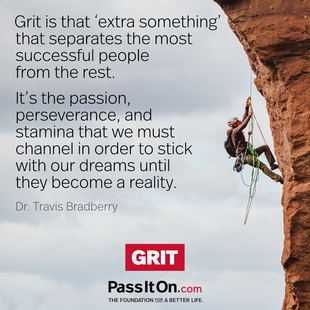 Grit is that ‘extra something’
that separates the most
successful people
from the rest.
It’s the passion,
perseverance, and
stamina that we must
channel in order to stick
with our dreams until
they become a reality.
Dr. Travis Bradberry
GRIT
PassItOn.com
THE FOUNDATION FOR A BETTER LIFE.